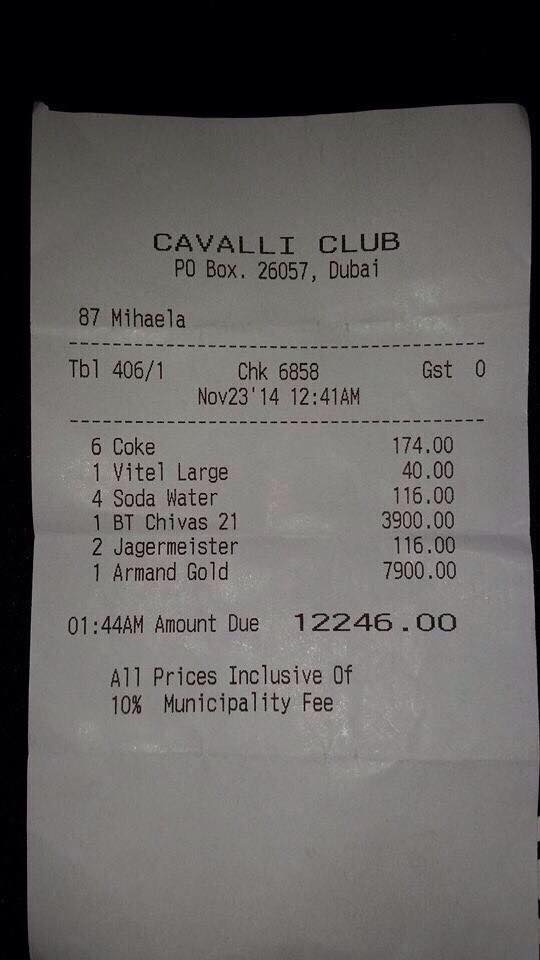 CAVALLI CLUB
PO Box. 26057, Dubai
87 Mihaela
Tbl 406/1 Chk 6858 Gst 0
Nov23'14 12:41AM
6 Coke 174.00
1 Vitel Large 40.00
4 Soda Water 116.00
1 BT Chivas 21 3900.00
2 Jagermeister 116.00
1 Armand Gold 7900.00
01:44AM Amount Due 12246.00
All Prices Inclusive Of
10% Municipality Fee